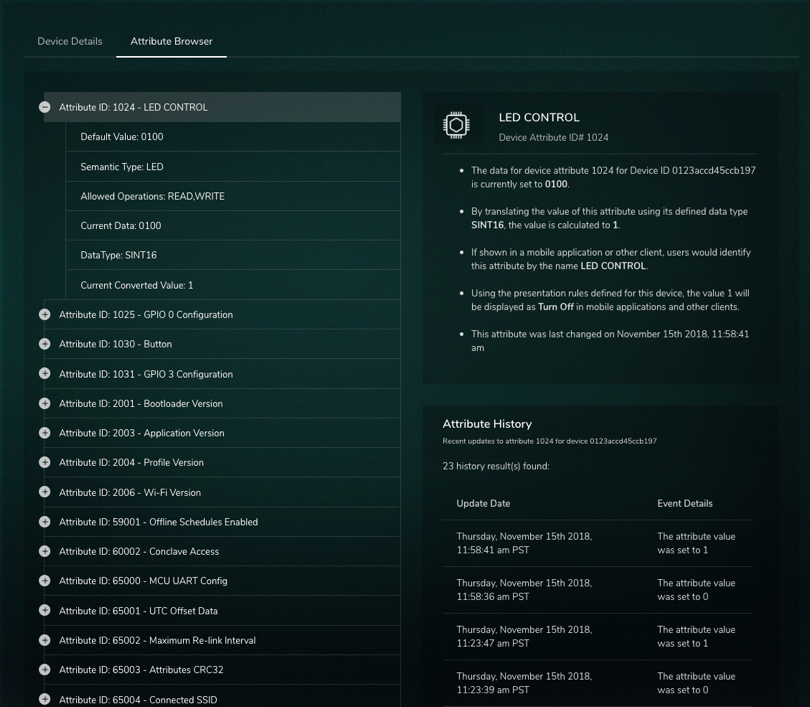 Device Details
Attribute Browser
Attribute ID: 1024 - LED CONTROL
Default Value: 0100
Semantic Type: LED
Allowed Operations: READ,WRITE
Current Data: 0100
DataType: SINT16
Current Converted Value: 1
Attribute ID: 1025 - GPIO 0 Configuration
Attribute ID: 1030 - Button
Attribute ID: 1031 - GPIO 3 Configuration
Attribute ID: 2001 - Bootloader Version
Attribute ID: 2003 - Application Version
Attribute ID: 2004 - Profile Version
Attribute ID: 2006 - Wi-Fi Version
Attribute ID: 59001 - Offline Schedules Enabled
Attribute ID: 60002 - Conclave Access
Attribute ID: 65000 - MCU UART Config
Attribute ID: 65001 - UTC Offset Data
Attribute ID: 65002 - Maximum Re-link Interval
Attribute ID: 65003 - Attributes CRC32
Attribute ID: 65004 - Connected SSID
LED CONTROL
Device Attribute ID# 1024
The data for device attribute 1024 for Device ID 0123accd45ccb197
is currently set to 0100.
By translating the value of this attribute using its defined data type
SINT16, the value is calculated to 1.
If shown in a mobile application or other client, users would identify
this attribute by the name LED CONTROL.
Using the presentation rules defined for this device, the value 1 will
be displayed as Turn Off in mobile applications and other clients.
This attribute was last changed on November 15th 2018, 11:58:41
am
Attribute History
Recent updates to attribute 1024 for device 0123accd45ccb197
23 history result(s) found:
Update Date
Event Details
Thursday, November 15th 2018,
11:58:41 am PST
The attribute value
was set to 1
Thursday, November 15th 2018,
11:58:36 am PST
The attribute value
was set to 0
Thursday, November 15th 2018,
11:23:47 am PST
The attribute value
was set to 1
Thursday, November 15th 2018,
11:23:39 am PST
The attribute value
was set to 0